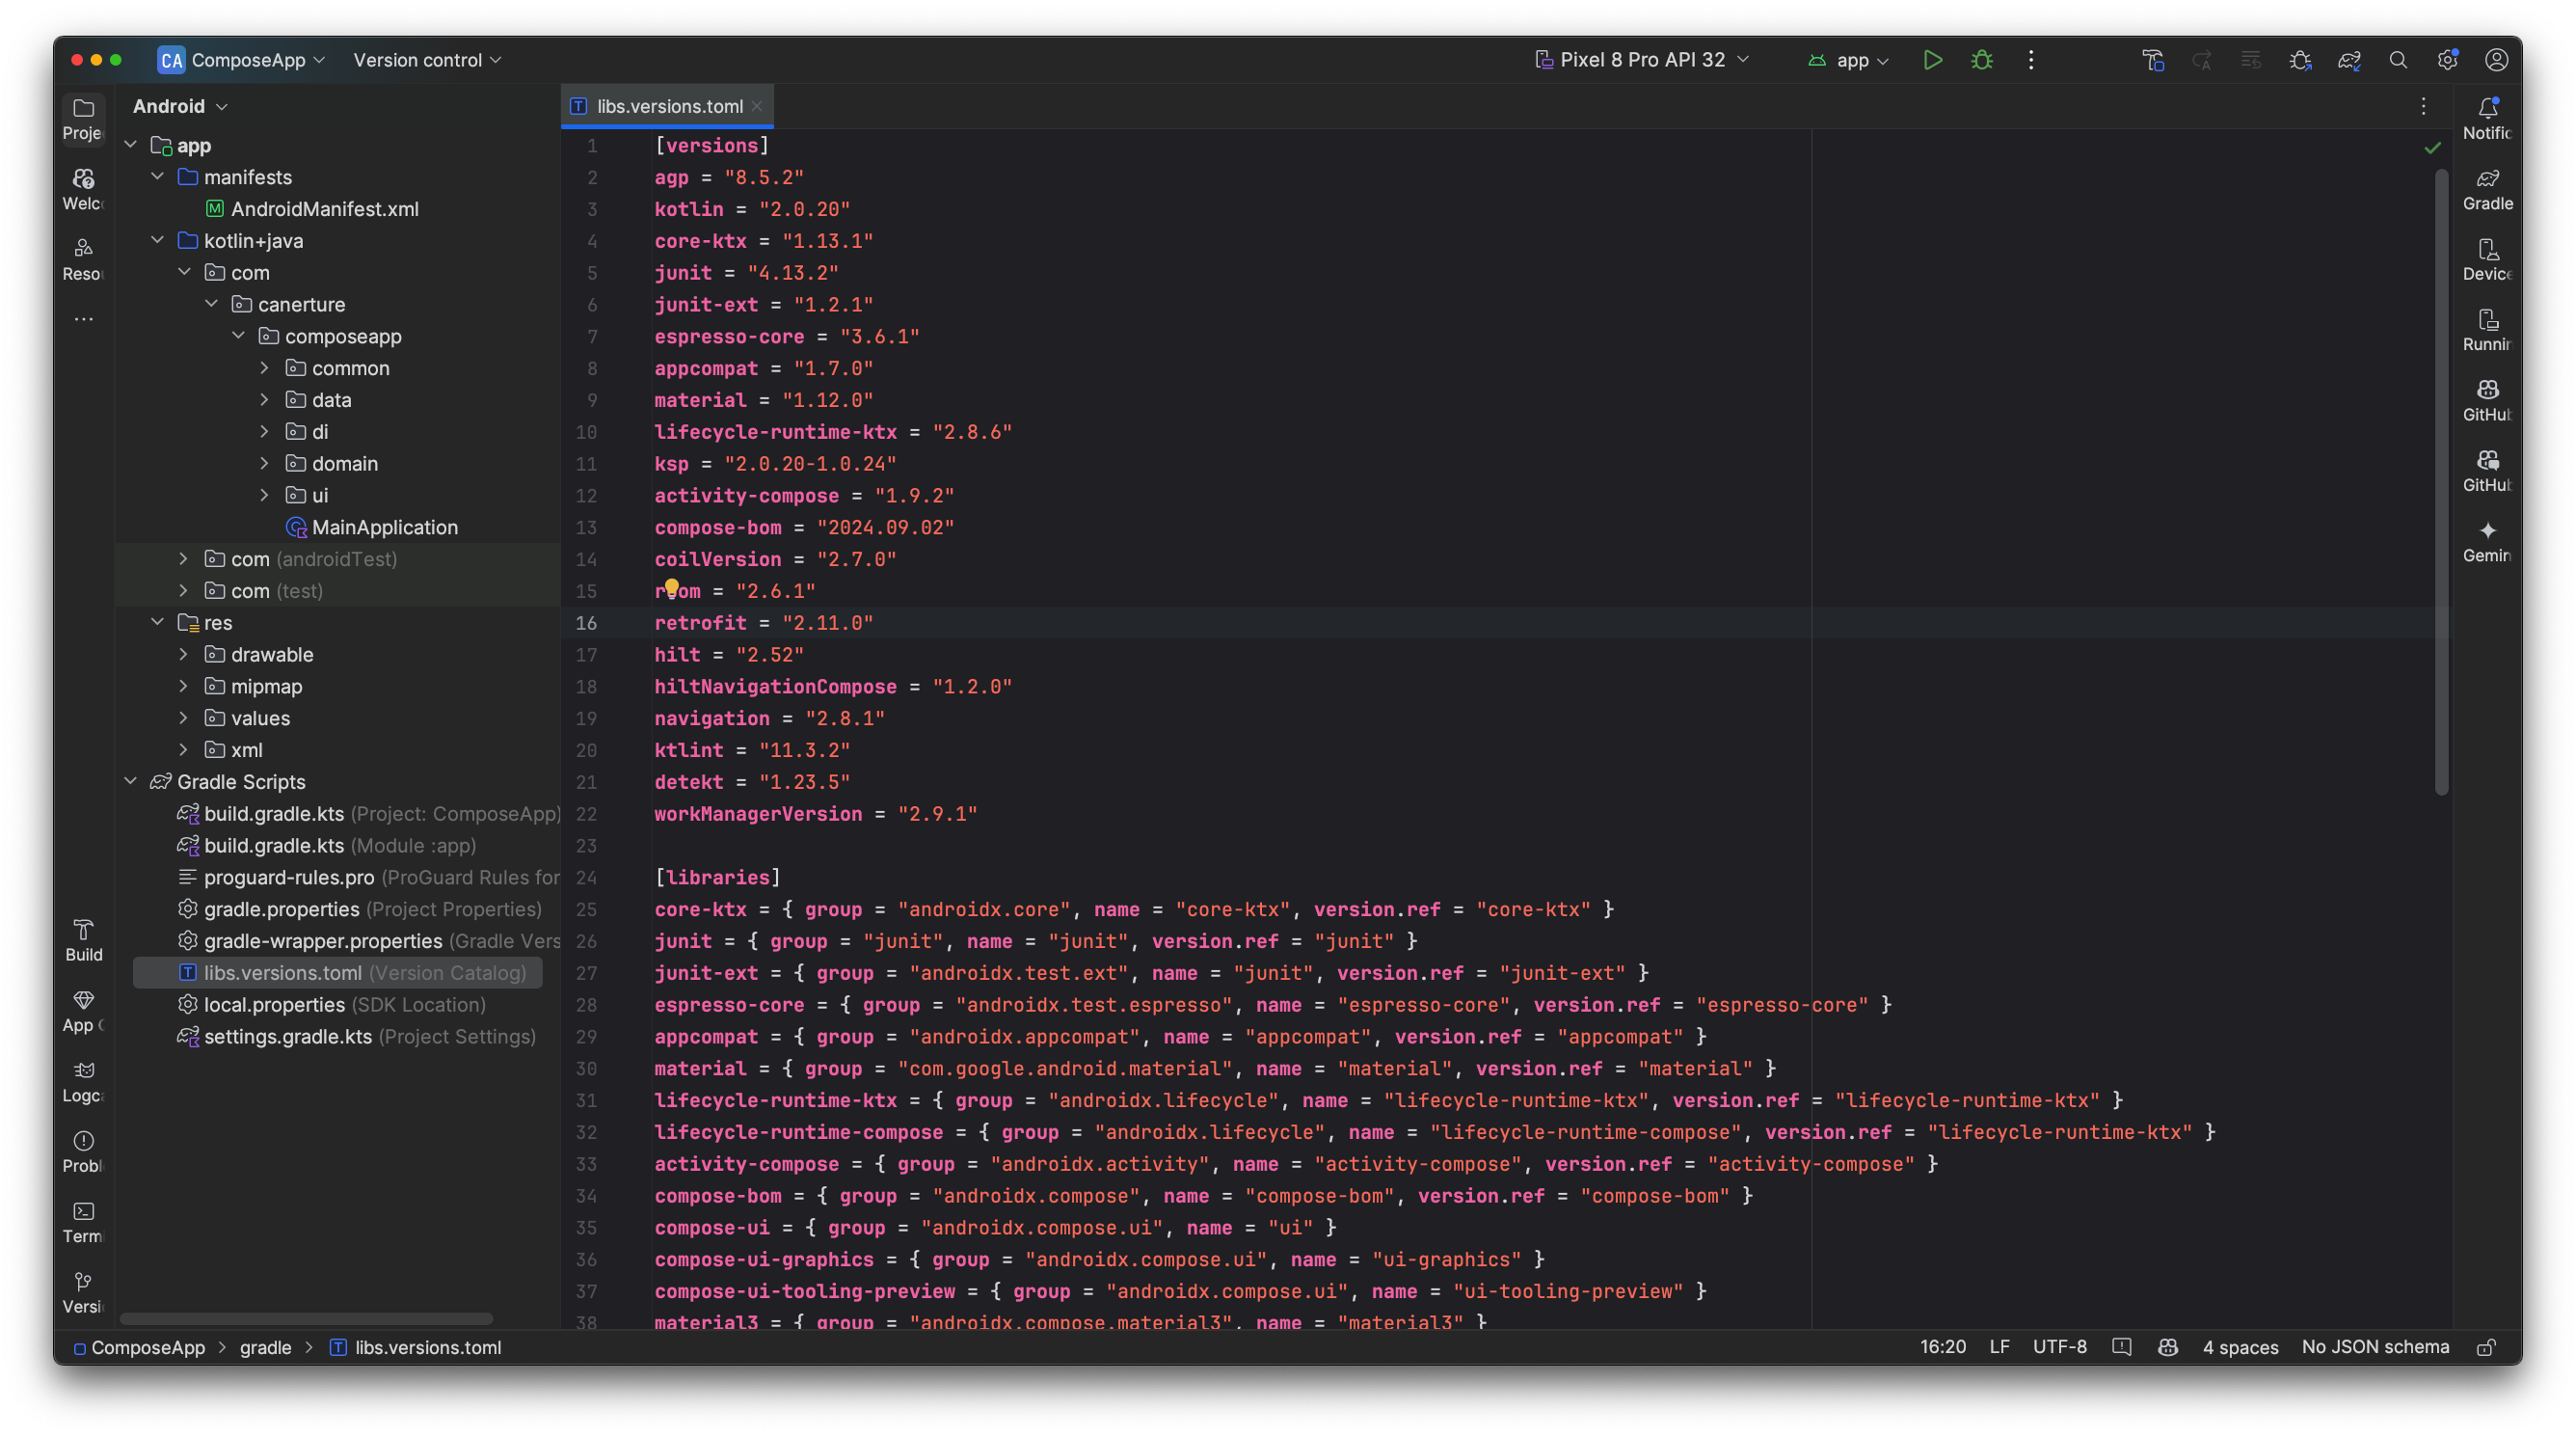 CA ComposeApp Version control Pixel 8 Pro API 32 app
Android
libs.versions.toml
Proje
Welc
Reso
app
manifests
AndroidManifest.xml
kotlin+java
com
canerture
composeapp
common
data
di
domain
ui
MainApplication
com (androidTest)
com (test)
res
drawable
mipmap
values
xml
Gradle Scripts
build.gradle.kts (Project: ComposeApp)
build.gradle.kts (Module :app)
proguard-rules.pro (ProGuard Rules for
gradle.properties (Project Properties)
gradle-wrapper.properties (Gradle Vers
libs.versions.toml (Version Catalog)
local.properties (SDK Location)
settings.gradle.kts (Project Settings)
Build
App
Logc
Probl
Term
Versi
1 [versions]
2 agp = "8.5.2"
3 kotlin = "2.0.20"
4 core-ktx = "1.13.1"
5 junit = "4.13.2"
6 junit-ext = "1.2.1"
7 espresso-core = "3.6.1"
8 appcompat = "1.7.0"
9 material = "1.12.0"
10 lifecycle-runtime-ktx = "2.8.6"
11 ksp = "2.0.20-1.0.24"
12 activity-compose = "1.9.2"
13 compose-bom = "2024.09.02"
14 coilVersion = "2.7.0"
15 room = "2.6.1"
16 retrofit = "2.11.0"
17 hilt = "2.52"
18 hiltNavigationCompose = "1.2.0"
19 navigation = "2.8.1"
20 ktlint = "11.3.2"
21 detekt = "1.23.5"
22 workManagerVersion = "2.9.1"
23
24 [libraries]
25 core-ktx = { group = "androidx.core", name = "core-ktx", version.ref = "core-ktx" }
26 junit = { group = "junit", name = "junit", version.ref = "junit" }
27 junit-ext = { group = "androidx.test.ext", name = "junit", version.ref = "junit-ext" }
28 espresso-core = { group = "androidx.test.espresso", name = "espresso-core", version.ref = "espresso-core" }
29 appcompat = { group = "androidx.appcompat", name = "appcompat", version.ref = "appcompat" }
30 material = { group = "com.google.android.material", name = "material", version.ref = "material" }
31 lifecycle-runtime-ktx = { group = "androidx.lifecycle", name = "lifecycle-runtime-ktx", version.ref = "lifecycle-runtime-ktx" }
32 lifecycle-runtime-compose = { group = "androidx.lifecycle", name = "lifecycle-runtime-compose", version.ref = "lifecycle-runtime-ktx" }
33 activity-compose = { group = "androidx.activity", name = "activity-compose", version.ref = "activity-compose" }
34 compose-bom = { group = "androidx.compose", name = "compose-bom", version.ref = "compose-bom" }
35 compose-ui = { group = "androidx.compose.ui", name = "ui" }
36 compose-ui-graphics = { group = "androidx.compose.ui", name = "ui-graphics" }
37 compose-ui-tooling-preview = { group = "androidx.compose.ui", name = "ui-tooling-preview" }
38 material3 = { group = "androidx.compose.material3", name = "material3" }
Notific
Gradle
Device
Runnin
GitHub
GitHub
Gemin
ComposeApp > gradle > libs.versions.toml
16:20 LF UTF-8 4 spaces No JSON schema